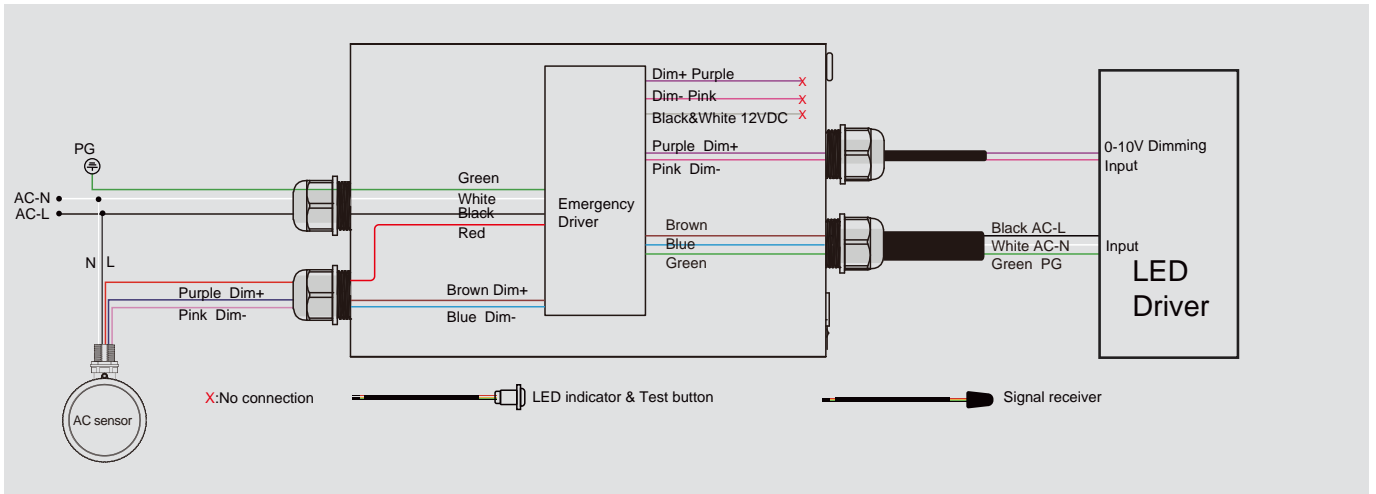 PG
AC-N
AC-L
N L
Purple Dim+
Pink Dim-
AC sensor
Green
White
Black
Red
Brown Dim+
Blue Dim-
Emergency
Driver
Dim+ Purple
X
Dim- Pink
X
Black&White 12VDC
X
Purple Dim+
Pink Dim-
Brown
Blue
Green
0-10V Dimming
Input
Black AC-L
White AC-N
Green PG
Input
LED
Driver
X:No connection
LED indicator & Test button
Signal receiver